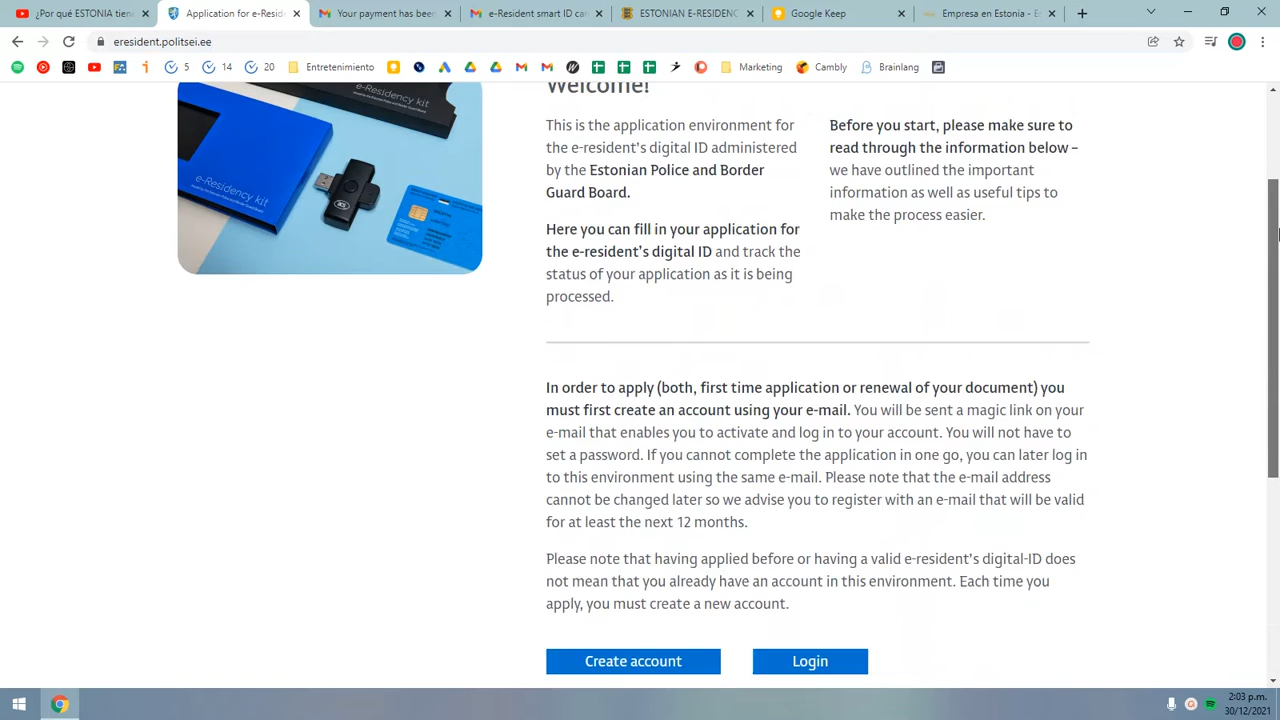 ¿Por qué ESTONIA tiene
Application for e-Resid
Your payment has been
e-Resident smart ID ca
ESTONIAN E-RESIDENC
Google Keep
Empresa en Estonia - E
eresident.politsei.ee
5
14
20
Entretenimiento
Marketing
Cambly
Brainlang
e-Residency kit
e-Residency kit
Welcome!
This is the application environment for
the e-resident's digital ID administered
by the Estonian Police and Border
Guard Board.
Here you can fill in your application for
the e-resident's digital ID and track the
status of your application as it is being
processed.
Before you start, please make sure to
read through the information below –
we have outlined the important
information as well as useful tips to
make the process easier.
In order to apply (both, first time application or renewal of your document) you
must first create an account using your e-mail. You will be sent a magic link on your
e-mail that enables you to activate and log in to your account. You will not have to
set a password. If you cannot complete the application in one go, you can later log in
to this environment using the same e-mail. Please note that the e-mail address
cannot be changed later so we advise you to register with an e-mail that will be valid
for at least the next 12 months.
Please note that having applied before or having a valid e-resident's digital-ID does
not mean that you already have an account in this environment. Each time you
apply, you must create a new account.
Create account
Login
2:03 p.m.
30/12/2021